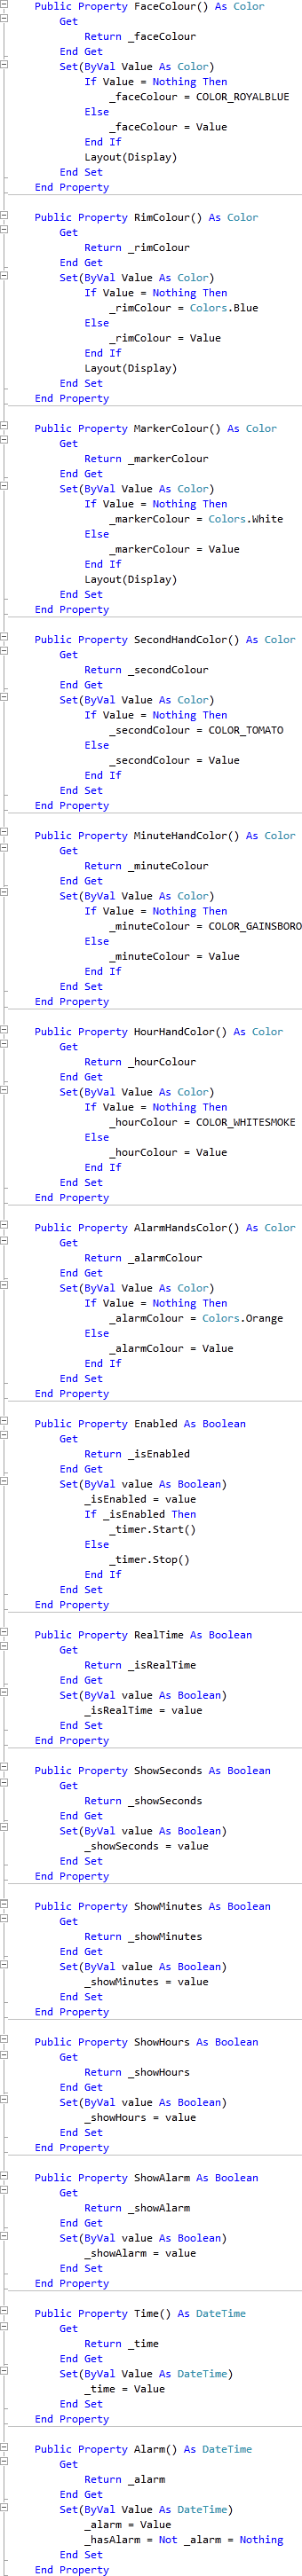 Public Property FaceColour() As Color
Get
Return _faceColour
End Get
Set(ByVal Value As Color)
If Value = Nothing Then
_faceColour = COLOR_ROYALBLUE
Else
_faceColour = Value
End If
Layout(Display)
End Set
End Property
Public Property RimColour() As Color
Get
Return _rimColour
End Get
Set(ByVal Value As Color)
If Value = Nothing Then
_rimColour = Colors.Blue
Else
_rimColour = Value
End If
Layout(Display)
End Set
End Property
Public Property MarkerColour() As Color
Get
Return _markerColour
End Get
Set(ByVal Value As Color)
If Value = Nothing Then
_markerColour = Colors.White
Else
_markerColour = Value
End If
Layout(Display)
End Set
End Property
Public Property SecondHandColor() As Color
Get
Return _secondColour
End Get
Set(ByVal Value As Color)
If Value = Nothing Then
_secondColour = COLOR_TOMATO
Else
_secondColour = Value
End If
End Set
End Property
Public Property MinuteHandColor() As Color
Get
Return _minuteColour
End Get
Set(ByVal Value As Color)
If Value = Nothing Then
_minuteColour = COLOR_GAINSBORO
Else
_minuteColour = Value
End If
End Set
End Property
Public Property HourHandColor() As Color
Get
Return _hourColour
End Get
Set(ByVal Value As Color)
If Value = Nothing Then
_hourColour = COLOR_WHITESMOKE
Else
_hourColour = Value
End If
End Set
End Property
Public Property AlarmHandsColor() As Color
Get
Return _alarmColour
End Get
Set(ByVal Value As Color)
If Value = Nothing Then
_alarmColour = Colors.Orange
Else
_alarmColour = Value
End If
End Set
End Property
Public Property Enabled As Boolean
Get
Return _isEnabled
End Get
Set(ByVal value As Boolean)
_isEnabled = value
If _isEnabled Then
_timer.Start()
Else
_timer.Stop()
End If
End Set
End Property
Public Property RealTime As Boolean
Get
Return _isRealTime
End Get
Set(ByVal value As Boolean)
_isRealTime = value
End Set
End Property
Public Property ShowSeconds As Boolean
Get
Return _showSeconds
End Get
Set(ByVal value As Boolean)
_showSeconds = value
End Set
End Property
Public Property ShowMinutes As Boolean
Get
Return _showMinutes
End Get
Set(ByVal value As Boolean)
_showMinutes = value
End Set
End Property
Public Property ShowHours As Boolean
Get
Return _showHours
End Get
Set(ByVal value As Boolean)
_showHours = value
End Set
End Property
Public Property ShowAlarm As Boolean
Get
Return _showAlarm
End Get
Set(ByVal value As Boolean)
_showAlarm = value
End Set
End Property
Public Property Time() As DateTime
Get
Return _time
End Get
Set(ByVal Value As DateTime)
_time = Value
End Set
End Property
Public Property Alarm() As DateTime
Get
Return _alarm
End Get
Set(ByVal Value As DateTime)
_alarm = Value
_hasAlarm = Not _alarm = Nothing
End Set
End Property